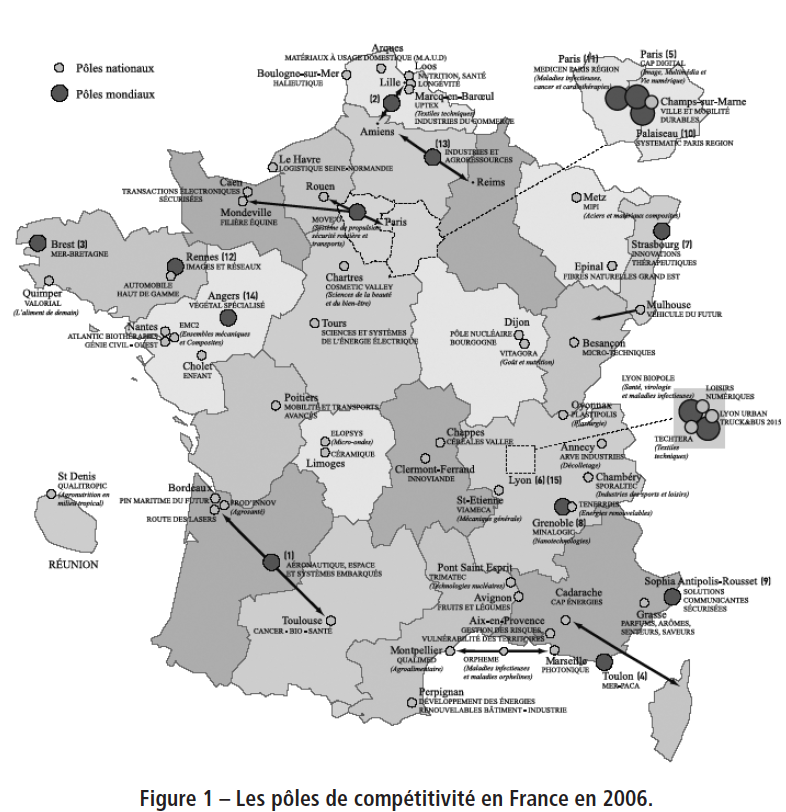 Pôles nationaux
Pôles mondiaux
Arques
MATÉRIAUX À USAGE DOMESTIQUE (M.A.U.D)
Loos
NUTRITION, SANTÉ
LONGÉVITÉ
Boulogne-sur-Mer
HALIEUTIQUE
Lille
(2)
Marcq-en-Barœul
UPTEX
(Textiles techniques)
INDUSTRIES DU COMMERCE
Amiens
Paris (11)
MEDICEN PARIS RÉGION
(Maladies infectieuses,
cancer et cardiothérapies)
Paris (5)
CAP DIGITAL
(Image, Multimédia et
Vie numérique)
Champs-sur-Marne
VILLE ET MOBILITÉ
DURABLES
Palaiseau (10)
SYSTEMATIC PARIS REGION
(13)
INDUSTRIES ET
AGRORESSOURCES
Reims
Le Havre
LOGISTIQUE SEINE-NORMANDIE
Caen
TRANSACTIONS ÉLECTRONIQUES
SÉCURISÉES
Mondeville
FILIÈRE ÉQUINE
Rouen
MOVEO
(Système de propulsion,
sécurité routière et
transports)
Paris
Metz
MIPI
(Aciers et matériaux composites)
Strasbourg (7)
INNOVATIONS
THÉRAPEUTIQUES
Epinal
FIBRES NATURELLES GRAND EST
Brest (3)
MER-BRETAGNE
Rennes (12)
IMAGES ET RÉSEAUX
AUTOMOBILE
HAUT DE GAMME
Quimper
VALORIAL
(L'aliment de demain)
Chartres
COSMETIC VALLEY
(Sciences de la beauté
et du bien-être)
Angers (14)
VÉGÉTAL SPÉCIALISÉ
Mulhouse
VÉHICULE DU FUTUR
Nantes
ATLANTIC BIOTHÉRAPIES
GÉNIE CIVIL - OUEST
EMC2
(Ensembles mécaniques
et Composites)
Cholet
ENFANT
Tours
SCIENCES ET SYSTÈMES
DE L'ÉNERGIE ÉLECTRIQUE
Dijon
PÔLE NUCLÉAIRE
BOURGOGNE
VITAGORA
(Goût et nutrition)
Besançon
MICRO-TECHNIQUES
Poitiers
MOBILITÉ ET TRANSPORTS
AVANCÉS
LYON BIOPOLE
(Santé, virologie
et maladies infectieuses)
LOISIRS
NUMÉRIQUES
LYON URBAN
TRUCK&BUS 2015
TECHTERA
(Textiles
techniques)
Oyonnax
PLASTIPOLIS
(Plasturgie)
ELOPSYS
(Micro-ondes)
CÉRAMIQUE
Limoges
Chappes
CÉRÉALES VALLEE
Clermont-Ferrand
INNOVIANDE
Annecy
ARVE INDUSTRIES
(Décolletage)
Lyon (6) (15)
Chambéry
SPORALTEC
(Industries des sports et loisirs)
St-Etienne
VIAMECA
(Mécanique générale)
TENERRDIS
(Energies renouvelables)
Grenoble (8)
MINALOGIC
(Nanotechnologies)
St Denis
QUALITROPIC
(Agronutrition en
milieu tropical)
RÉUNION
Bordeaux
PIN MARITIME DU FUTUR
PROD'INNOV
(Agrosanté)
ROUTE DES LASERS
(1)
AÉRONAUTIQUE, ESPACE
ET SYSTÈMES EMBARQUÉS
Toulouse
CANCER - BIO - SANTÉ
Pont Saint Esprit
TRIMATEC
(Technologies nucléaires)
Avignon
FRUITS ET LÉGUMES
Cadarache
CAP ÉNERGIES
Sophia Antipolis-Rousset (9)
SOLUTIONS
COMMUNICANTES
SÉCURISÉES
Grasse
PARFUMS, ARÔMES,
SENTEURS, SAVEURS
Aix-en-Provence
GESTION DES RISQUES,
VULNÉRABILITÉ DES TERRITOIRES
Montpellier
QUALIMED
(Agroalimentaire)
ORPHEME
(Maladies infectieuses
et maladies orphelines)
Marseille
PHOTONIQUE
Toulon (4)
MER-PACA
Perpignan
DÉVELOPPEMENT DES ÉNERGIES
RENOUVELABLES BÂTIMENT - INDUSTRIE
Figure 1 – Les pôles de compétitivité en France en 2006.